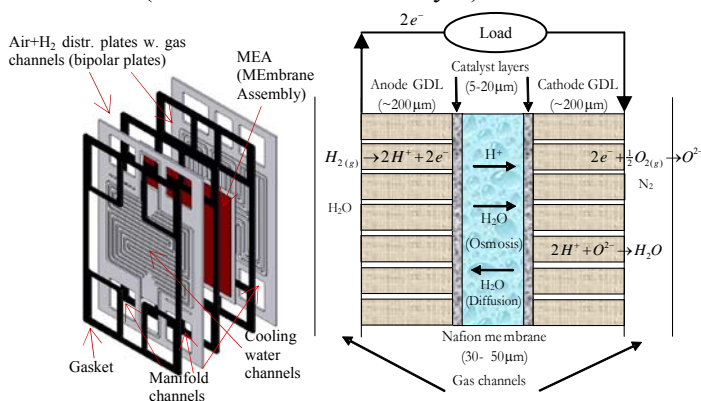 Air+H2 distr. plates w. gas
channels (bipolar plates)
MEA
(MEmbrane
Assembly)
Gasket
Manifold
channels
Cooling
water
channels
2e⁻
Load
Anode GDL
(~200μm)
Catalyst layers
(5-20μm)
Cathode GDL
(~200μm)
H2(g) → 2H⁺ + 2e⁻
H⁺
2e⁻ + ½O2(g) → O²⁻
N2
H2O
H2O
(Osmosis)
2H⁺ + O²⁻ → H2O
H2O
(Diffusion)
Nafion membrane
(30- 50μm)
Gas channels